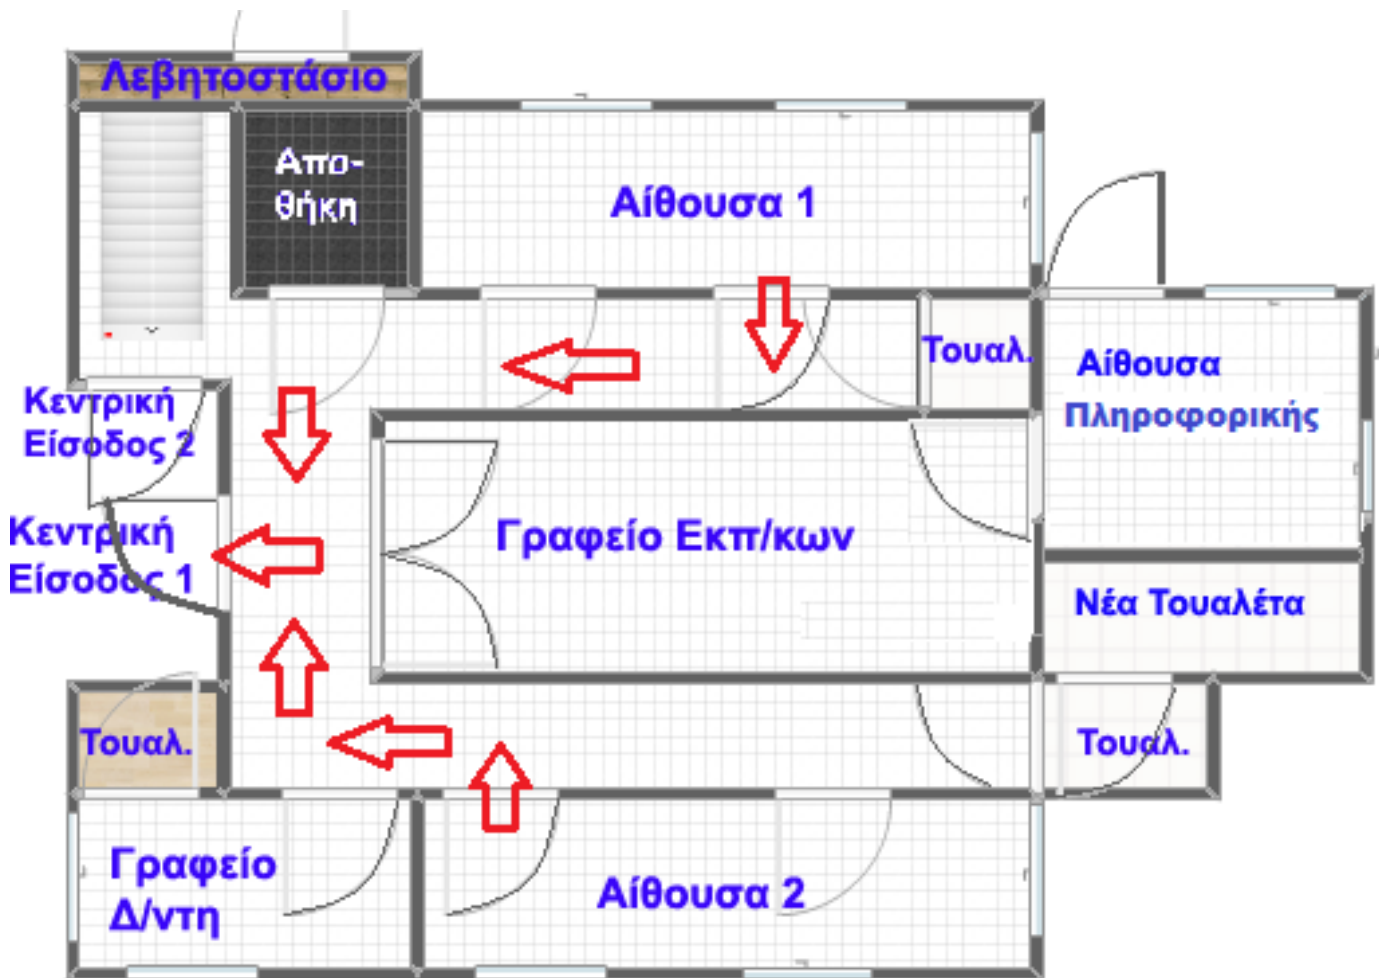 Λεβητοστάσιο
Απο-
θήκη
Αίθουσα 1
Τουαλ.
Αίθουσα
Πληροφορικής
Κεντρική
Είσοδος 2
Κεντρική
Είσοδος 1
Γραφείο Εκπ/κων
Νέα Τουαλέτα
Τουαλ.
Τουαλ.
Γραφείο
Δ/ντη
Αίθουσα 2